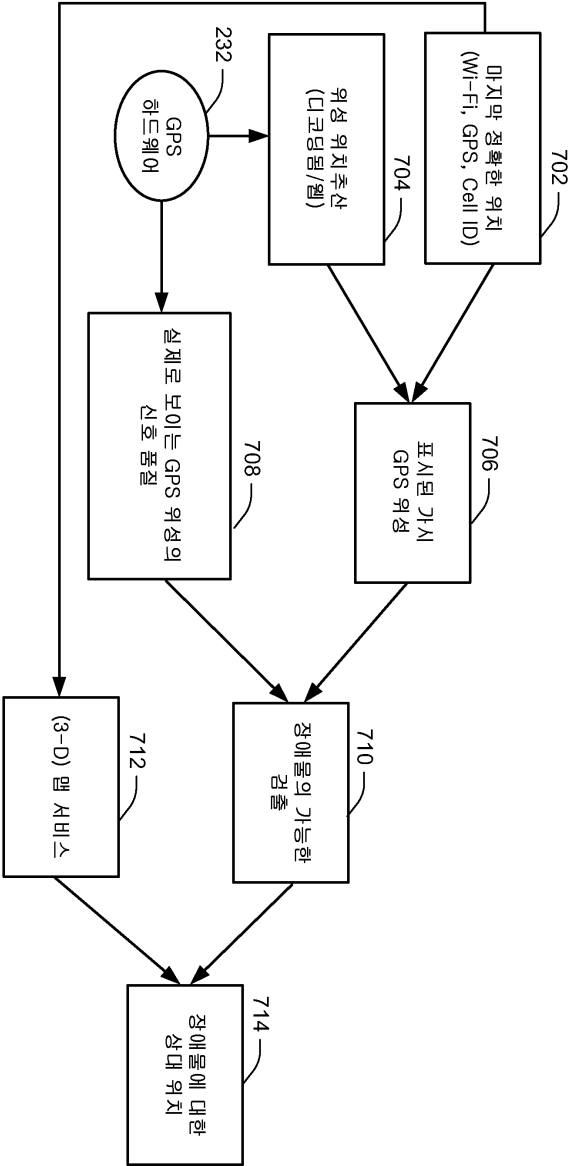 702
마지막 정확한 위치
(Wi-Fi, GPS, Cell ID)
704
위성 위치추산
(디코딩됨/웹)
232
GPS
하드웨어
706
표시된 가시
GPS 위성
708
실제로 보이는 GPS 위성의
신호 품질
710
장애물의 가능한
검출
712
(3-D) 맵 서비스
714
장애물에 대한
상대 위치